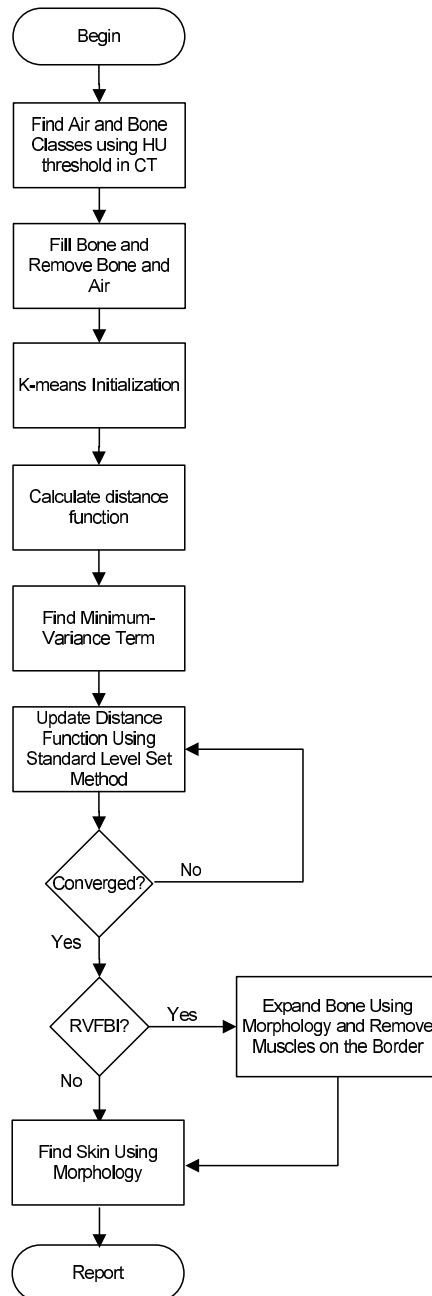 Begin
Find Air and Bone
Classes using HU
threshold in CT
Fill Bone and
Remove Bone and
Air
K-means Initialization
Calculate distance
function
Find Minimum-
Variance Term
Update Distance
Function Using
Standard Level Set
Method
Converged?
No
Yes
RVFBI?
Yes
Expand Bone Using
Morphology and Remove
Muscles on the Border
No
Find Skin Using
Morphology
Report